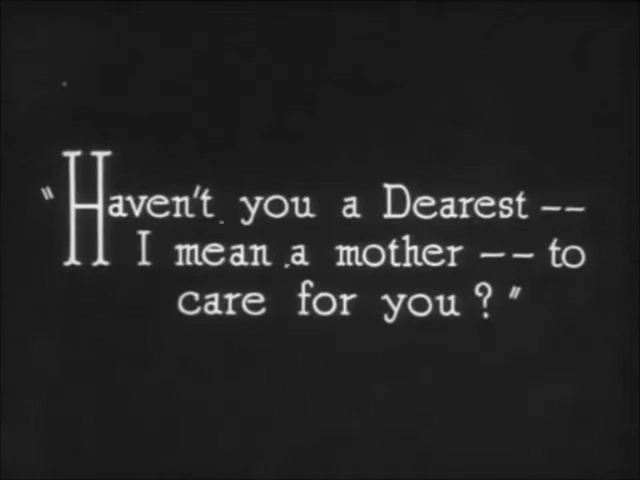 "Haven't you a Dearest --
I mean a mother -- to
care for you?"